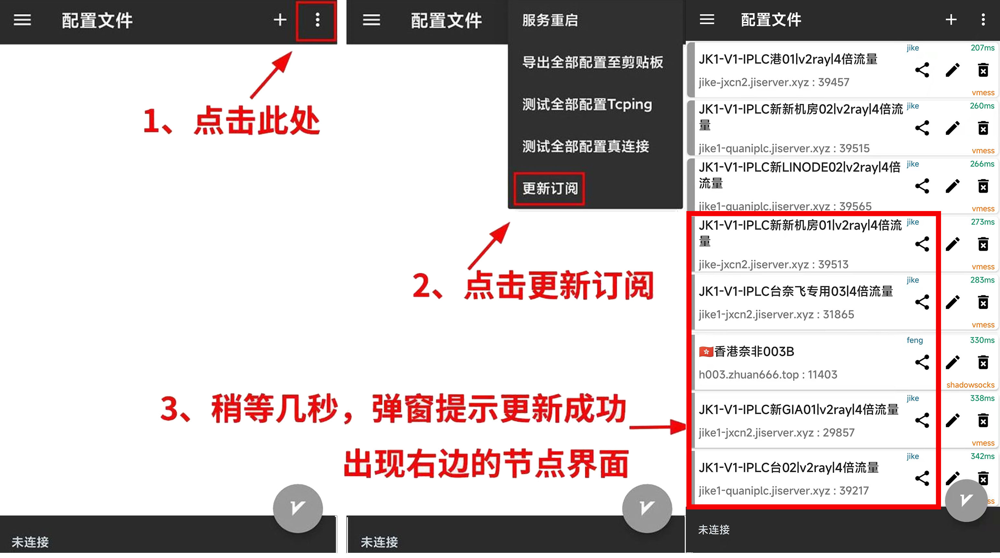 配置文件
1、点击此处
未连接
配置文件
服务重启
导出全部配置至剪贴板
测试全部配置Tcping
测试全部配置真连接
更新订阅
2、点击更新订阅
3、稍等几秒，弹窗提示更新成功
出现右边的节点界面
未连接
配置文件
JK1-V1-IPLC港01|v2ray|4倍流量
jike
207ms
jike-jxcn2.jiserver.xyz : 39457
vmess
JK1-V1-IPLC新新机房02|v2ray|4倍流
量
jike
260ms
jike1-quaniplc.jiserver.xyz : 39515
vmess
JK1-V1-IPLC新LINODE02|v2ray|4倍
流量
jike
266ms
jike1-quaniplc.jiserver.xyz : 39565
vmess
JK1-V1-IPLC新新机房01|v2ray|4倍流
量
jike
273ms
jike-jxcn2.jiserver.xyz : 39513
vmess
JK1-V1-IPLC台奈飞专用03|4倍流量
jike
283ms
jike1-jxcn2.jiserver.xyz : 31865
vmess
🇭🇰香港奈非003B
feng
330ms
h003.zhuan666.top : 11403
shadowsocks
JK1-V1-IPLC新GIA01|v2ray|4倍流量
jike
338ms
jike1-jxcn2.jiserver.xyz : 29857
vmess
JK1-V1-IPLC台02|v2ray|4倍流量
jike
342ms
jike1-quaniplc.jiserver.xyz : 39217
ss
未连接